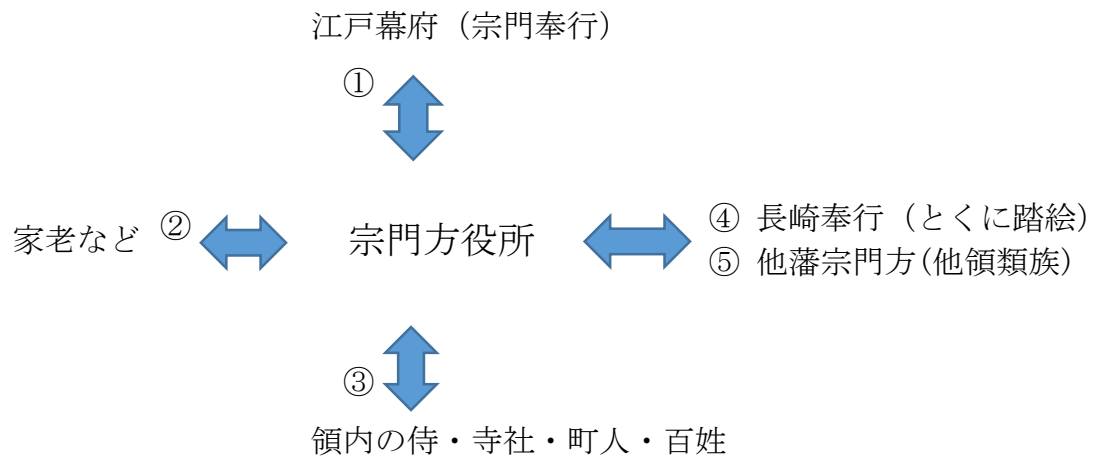 江戸幕府（宗門奉行）
①
家老など ②
宗門方役所
④ 長崎奉行（とくに踏絵）
⑤ 他藩宗門方(他領類族)
③
領内の侍・寺社・町人・百姓